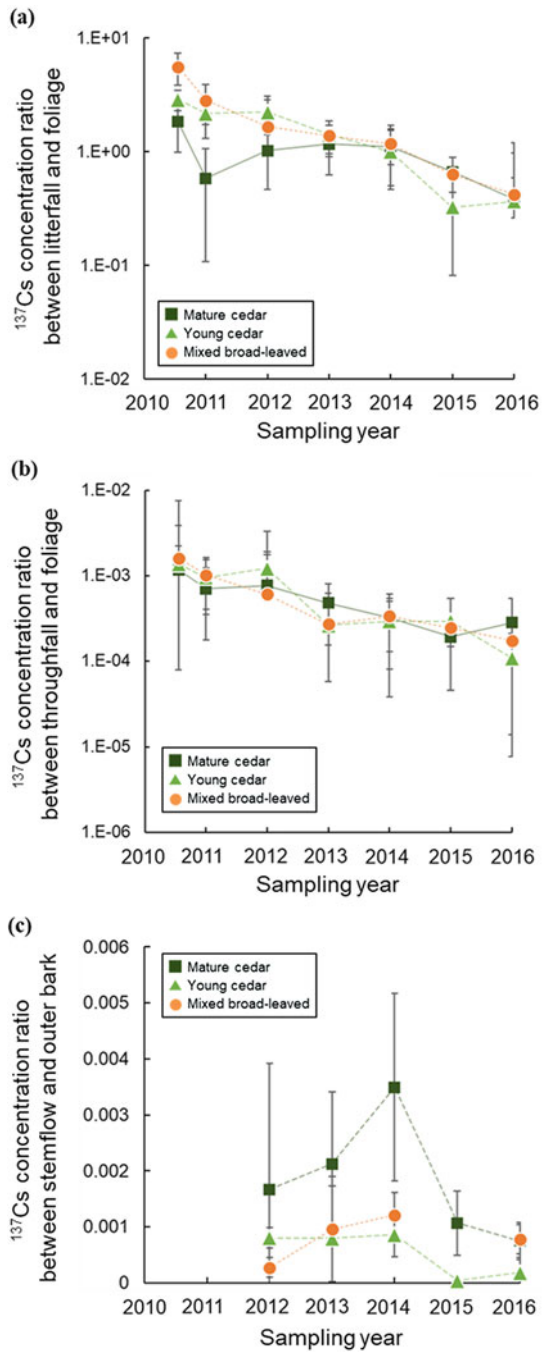 (a)
¹³⁷Cs concentration ratio
between litterfall and foliage
1.E+01
1.E+00
1.E-01
1.E-02
Mature cedar
Young cedar
Mixed broad-leaved
2010 2011 2012 2013 2014 2015 2016
Sampling year
(b)
¹³⁷Cs concentration ratio
between throughfall and foliage
1.E-02
1.E-03
1.E-04
1.E-05
1.E-06
Mature cedar
Young cedar
Mixed broad-leaved
2010 2011 2012 2013 2014 2015 2016
Sampling year
(c)
¹³⁷Cs concentration ratio
between stemflow and outer bark
0.006
0.005
0.004
0.003
0.002
0.001
0
Mature cedar
Young cedar
Mixed broad-leaved
2010 2011 2012 2013 2014 2015 2016
Sampling year